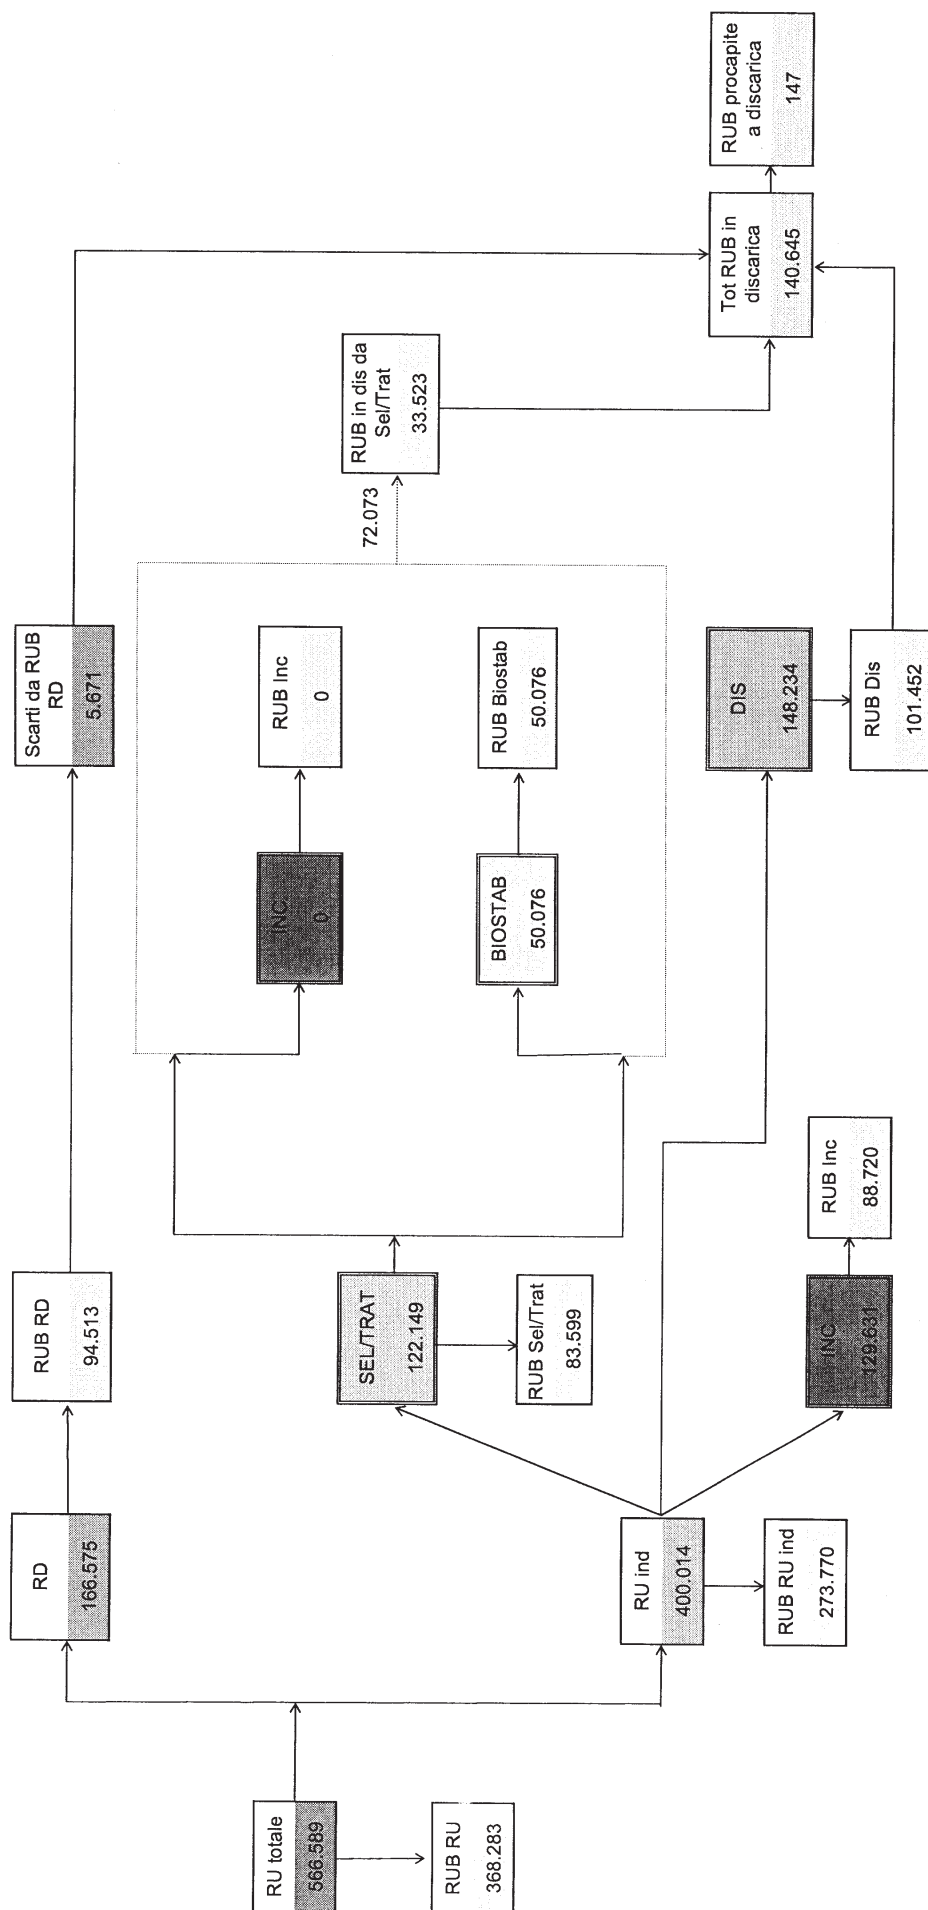 RU totale
566.589
RUB RU
368.283
RD
166.575
RU ind
400.014
RUB RU ind
273.770
RUB RD
94.513
SEL/TRAT
122.149
RUB Sel/Trat
83.599
INC
129.631
RUB Inc
88.720
INC
0
BIOSTAB
50.076
Scarti da RUB
RD
5.671
RUB Inc
0
RUB Biostab
50.076
DIS
148.234
RUB Dis
101.452
72.073
RUB in dis da
Sel/Trat
33.523
Tot RUB in
discarica
140.645
RUB procapite
a discarica
147